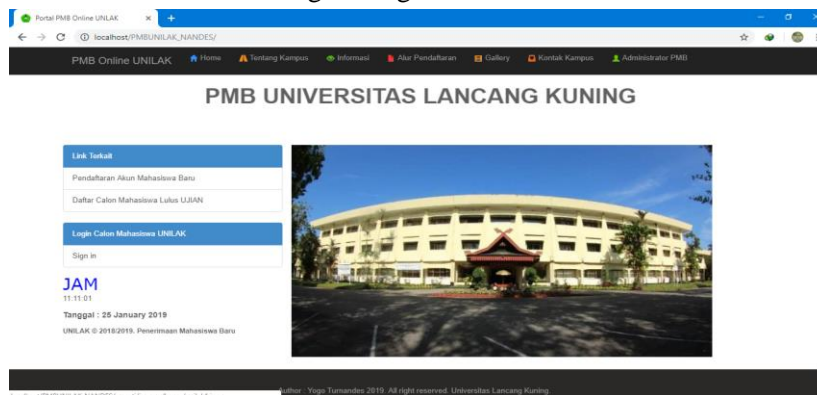 Portal PMB Online UNILAK
localhost/PMBUNILAK_NANDES/
PMB Online UNILAK Home Tentang Kampus Informasi Alur Pendaftaran Gallery Kontak Kampus Administrator PMB
PMB UNIVERSITAS LANCANG KUNING
Link Terkait
Pendaftaran Akun Mahasiswa Baru
Daftar Calon Mahasiswa Lulus UJIAN
Login Calon Mahasiswa UNILAK
Sign in
JAM
11:11:01
Tanggal : 25 January 2019
UNILAK © 2018/2019. Penerimaan Mahasiswa Baru
Author : Yogo Turnandes 2019. All right reserved. Universitas Lancang Kuning.